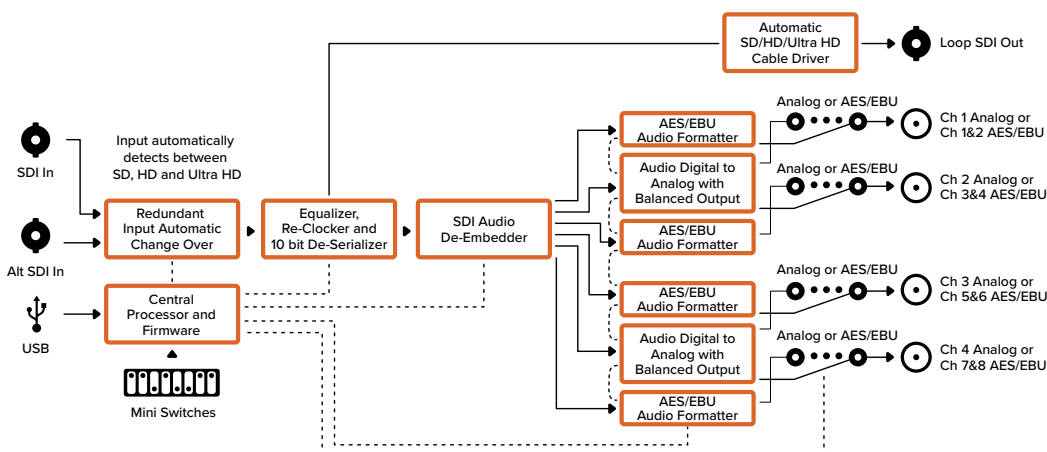 Automatic
SD/HD/Ultra HD
Cable Driver
Loop SDI Out
SDI In
Input automatically
detects between
SD, HD and Ultra HD
Alt SDI In
Redundant
Input Automatic
Change Over
Equalizer,
Re-Clocker and
10 bit De-Serializer
SDI Audio
De-Embedder
USB
Central
Processor and
Firmware
Mini Switches
AES/EBU
Audio Formatter
Audio Digital to
Analog with
Balanced Output
AES/EBU
Audio Formatter
AES/EBU
Audio Formatter
Audio Digital to
Analog with
Balanced Output
AES/EBU
Audio Formatter
Analog or AES/EBU
Ch 1 Analog or
Ch 1&2 AES/EBU
Analog or AES/EBU
Ch 2 Analog or
Ch 3&4 AES/EBU
Analog or AES/EBU
Ch 3 Analog or
Ch 5&6 AES/EBU
Analog or AES/EBU
Ch 4 Analog or
Ch 7&8 AES/EBU